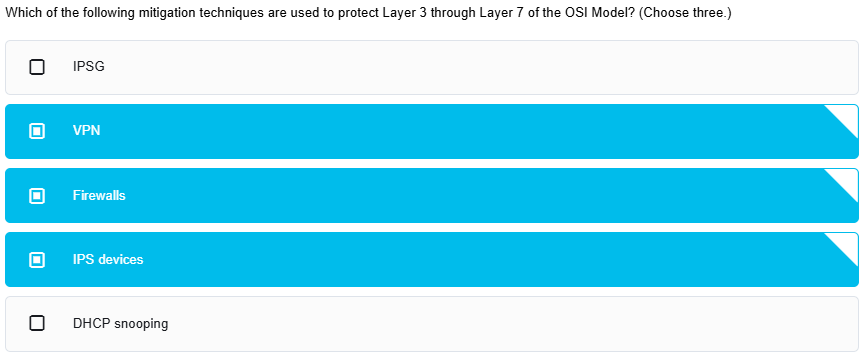 Which of the following mitigation techniques are used to protect Layer 3 through Layer 7 of the OSI Model? (Choose three.)
IPSG
VPN
Firewalls
IPS devices
DHCP snooping